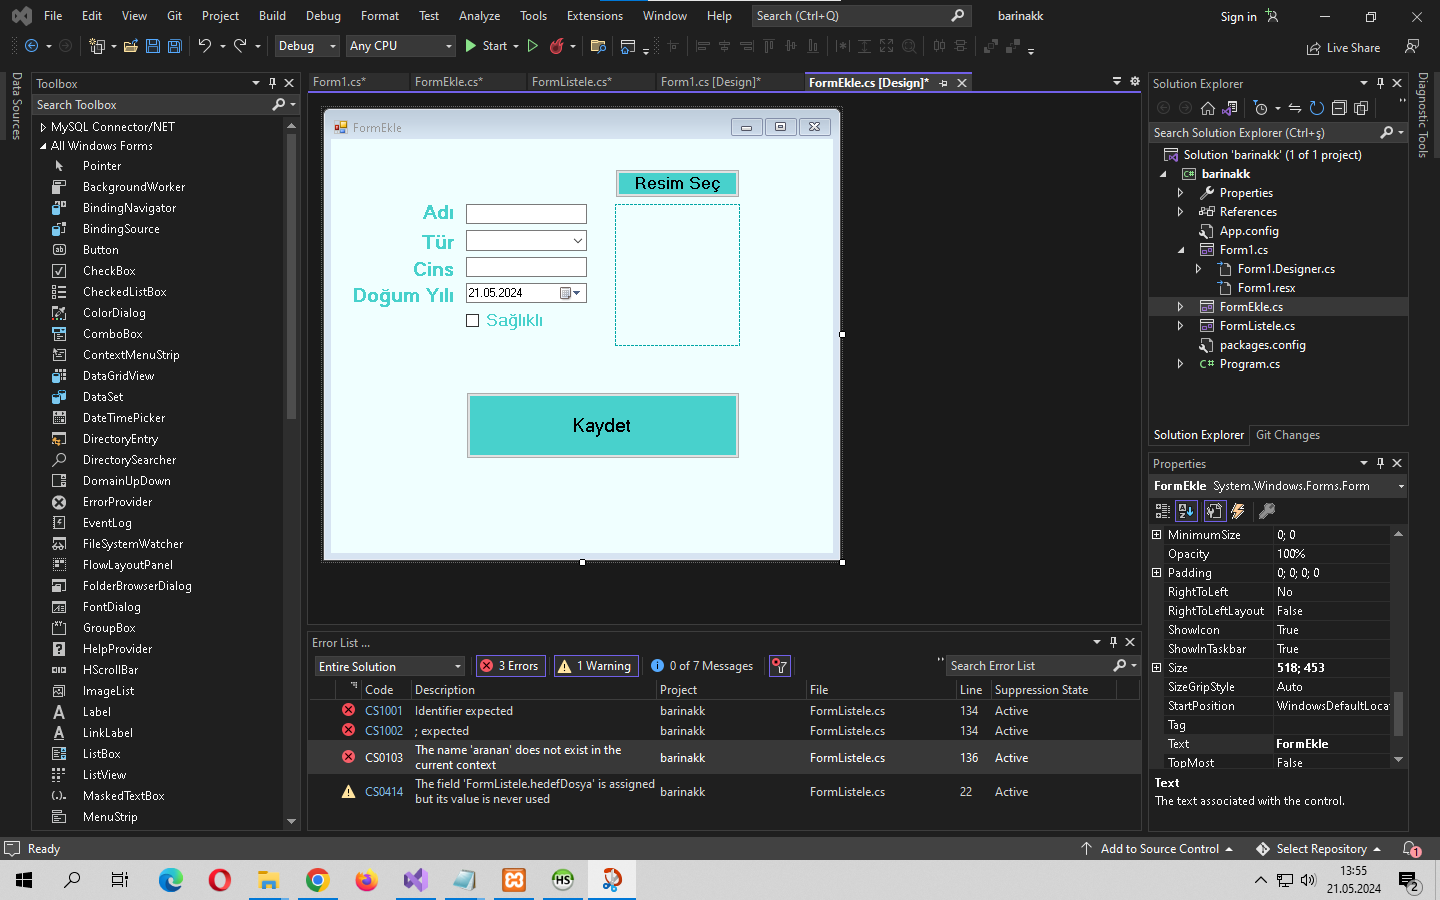 File Edit View Git Project Build Debug Format Test Analyze Tools Extensions Window Help Search (Ctrl+Q) barinakk Sign in
Debug Any CPU Start Live Share
Data Sources
Toolbox
Search Toolbox
MySQL Connector/NET
All Windows Forms
Pointer
BackgroundWorker
BindingNavigator
BindingSource
Button
CheckBox
CheckedListBox
ColorDialog
ComboBox
ContextMenuStrip
DataGridView
DataSet
DateTimePicker
DirectoryEntry
DirectorySearcher
DomainUpDown
ErrorProvider
EventLog
FileSystemWatcher
FlowLayoutPanel
FolderBrowserDialog
FontDialog
GroupBox
HelpProvider
HScrollBar
ImageList
Label
LinkLabel
ListBox
ListView
MaskedTextBox
MenuStrip
Form1.cs* FormEkle.cs* FormListele.cs* Form1.cs [Design]* FormEkle.cs [Design]*
FormEkle
Resim Seç
Adı
Tür
Cins
Doğum Yılı 21.05.2024
Sağlıklı
Kaydet
Error List ...
Entire Solution 3 Errors 1 Warning 0 of 7 Messages Search Error List
Code Description Project File Line Suppression State
CS1001 Identifier expected barinakk FormListele.cs 134 Active
CS1002 ; expected barinakk FormListele.cs 134 Active
CS0103 The name 'aranan' does not exist in the current context barinakk FormListele.cs 136 Active
CS0414 The field 'FormListele.hedefDosya' is assigned but its value is never used barinakk FormListele.cs 22 Active
Solution Explorer
Search Solution Explorer (Ctrl+ş)
Solution 'barinakk' (1 of 1 project)
barinakk
Properties
References
App.config
Form1.cs
Form1.Designer.cs
Form1.resx
FormEkle.cs
FormListele.cs
packages.config
C# Program.cs
Solution Explorer Git Changes
Properties
FormEkle System.Windows.Forms.Form
MinimumSize 0; 0
Opacity 100%
Padding 0; 0; 0; 0
RightToLeft No
RightToLeftLayout False
ShowIcon True
ShowInTaskbar True
Size 518; 453
SizeGripStyle Auto
StartPosition WindowsDefaultLocat
Tag
Text FormEkle
TopMost False
Text
The text associated with the control.
Diagnostic Tools
Ready Add to Source Control Select Repository 1
HS
13:55
21.05.2024
2